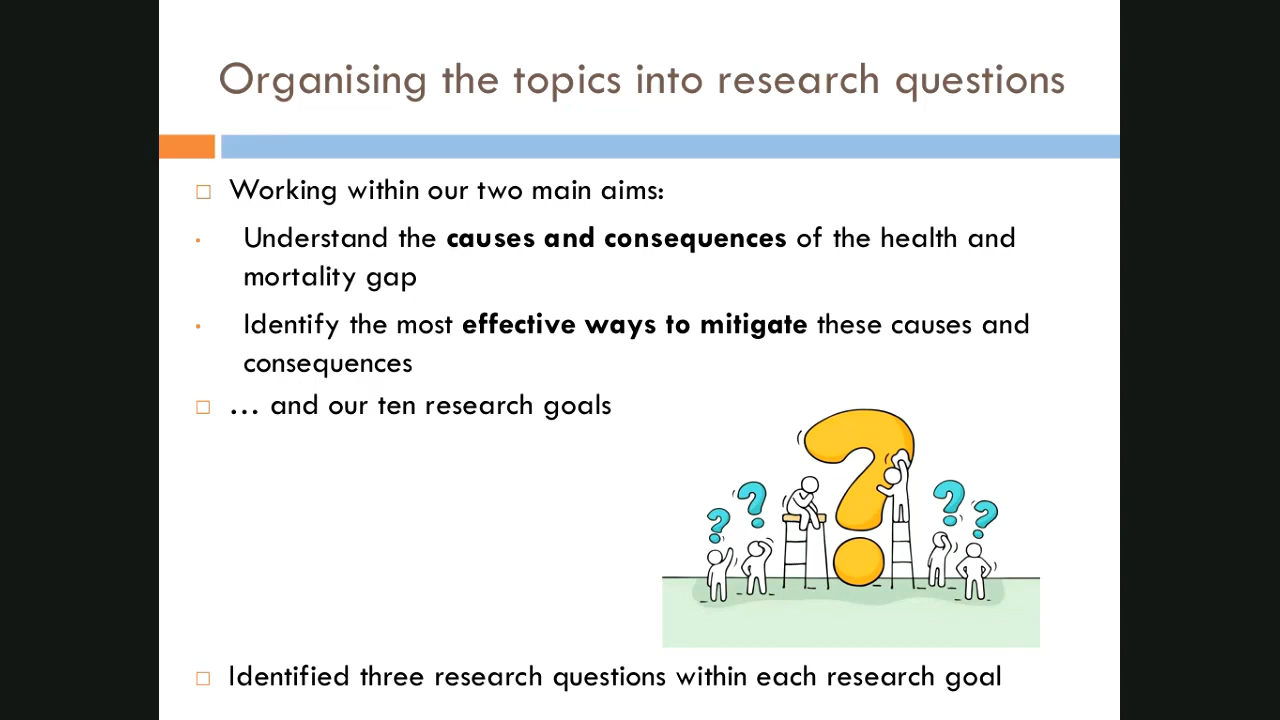 Organising the topics into research questions
Working within our two main aims:
Understand the causes and consequences of the health and
mortality gap
Identify the most effective ways to mitigate these causes and
consequences
... and our ten research goals
? ? ? ? ?
Identified three research questions within each research goal